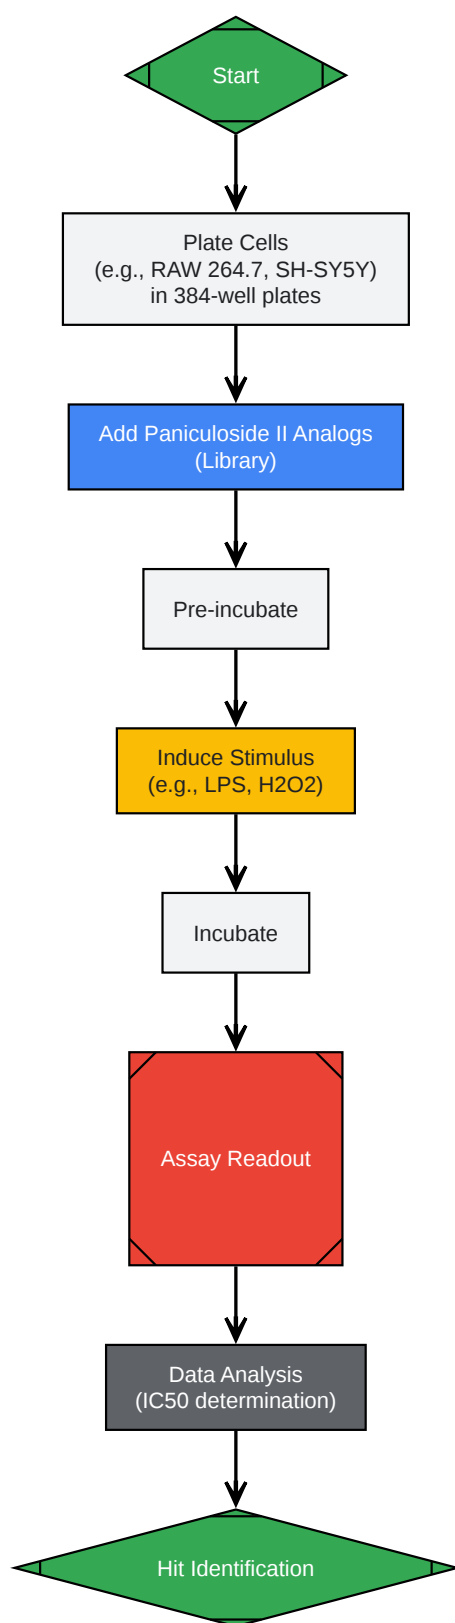 Start
Plate Cells
(e.g., RAW 264.7, SH-SY5Y)
in 384-well plates
Add Paniculoside II Analogs
(Library)
Pre-incubate
Induce Stimulus
(e.g., LPS, H2O2)
Incubate
Assay Readout
Data Analysis
(IC50 determination)
Hit Identification